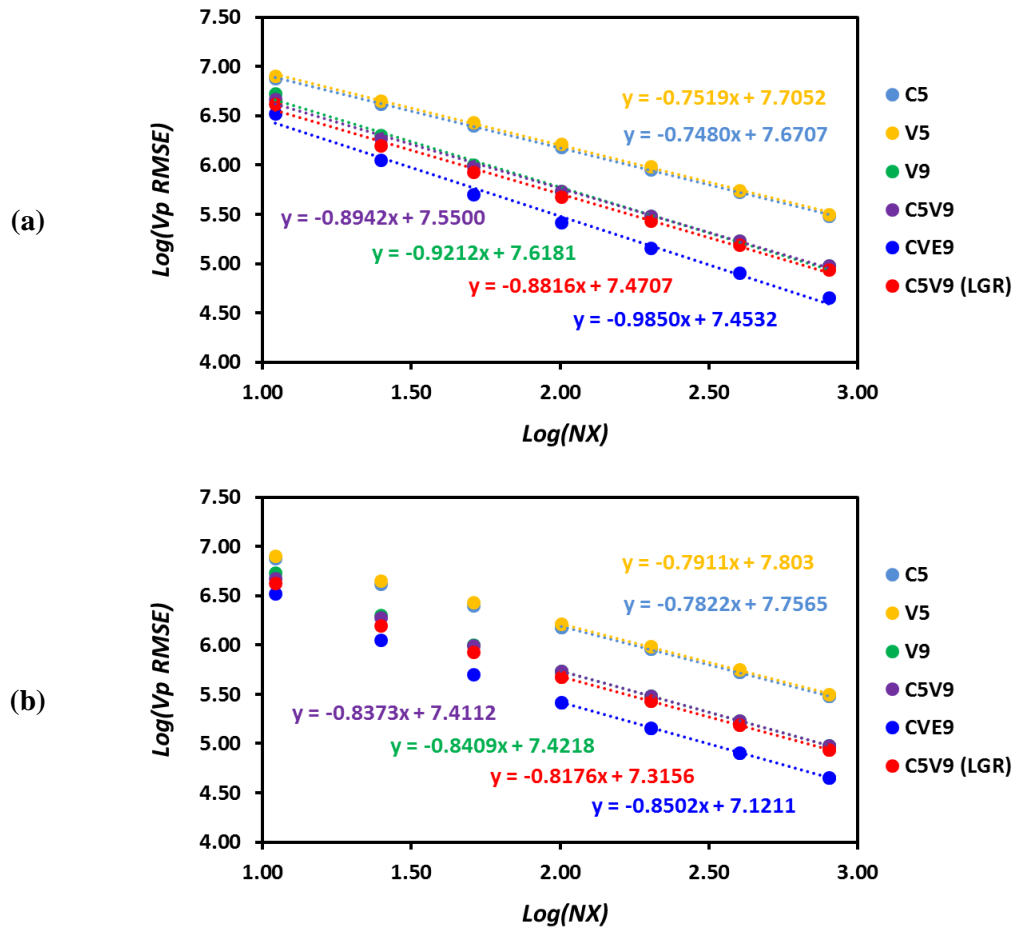 (a)
Log(Vp RMSE)
7.50
7.00
6.50
6.00
5.50
5.00
4.50
4.00
y = -0.7519x + 7.7052
y = -0.7480x + 7.6707
y = -0.8942x + 7.5500
y = -0.9212x + 7.6181
y = -0.8816x + 7.4707
y = -0.9850x + 7.4532
1.00 1.50 2.00 2.50 3.00
Log(NX)
C5
V5
V9
C5V9
CVE9
C5V9 (LGR)
(b)
Log(Vp RMSE)
7.50
7.00
6.50
6.00
5.50
5.00
4.50
4.00
y = -0.7911x + 7.803
y = -0.7822x + 7.7565
y = -0.8373x + 7.4112
y = -0.8409x + 7.4218
y = -0.8176x + 7.3156
y = -0.8502x + 7.1211
1.00 1.50 2.00 2.50 3.00
Log(NX)
C5
V5
V9
C5V9
CVE9
C5V9 (LGR)